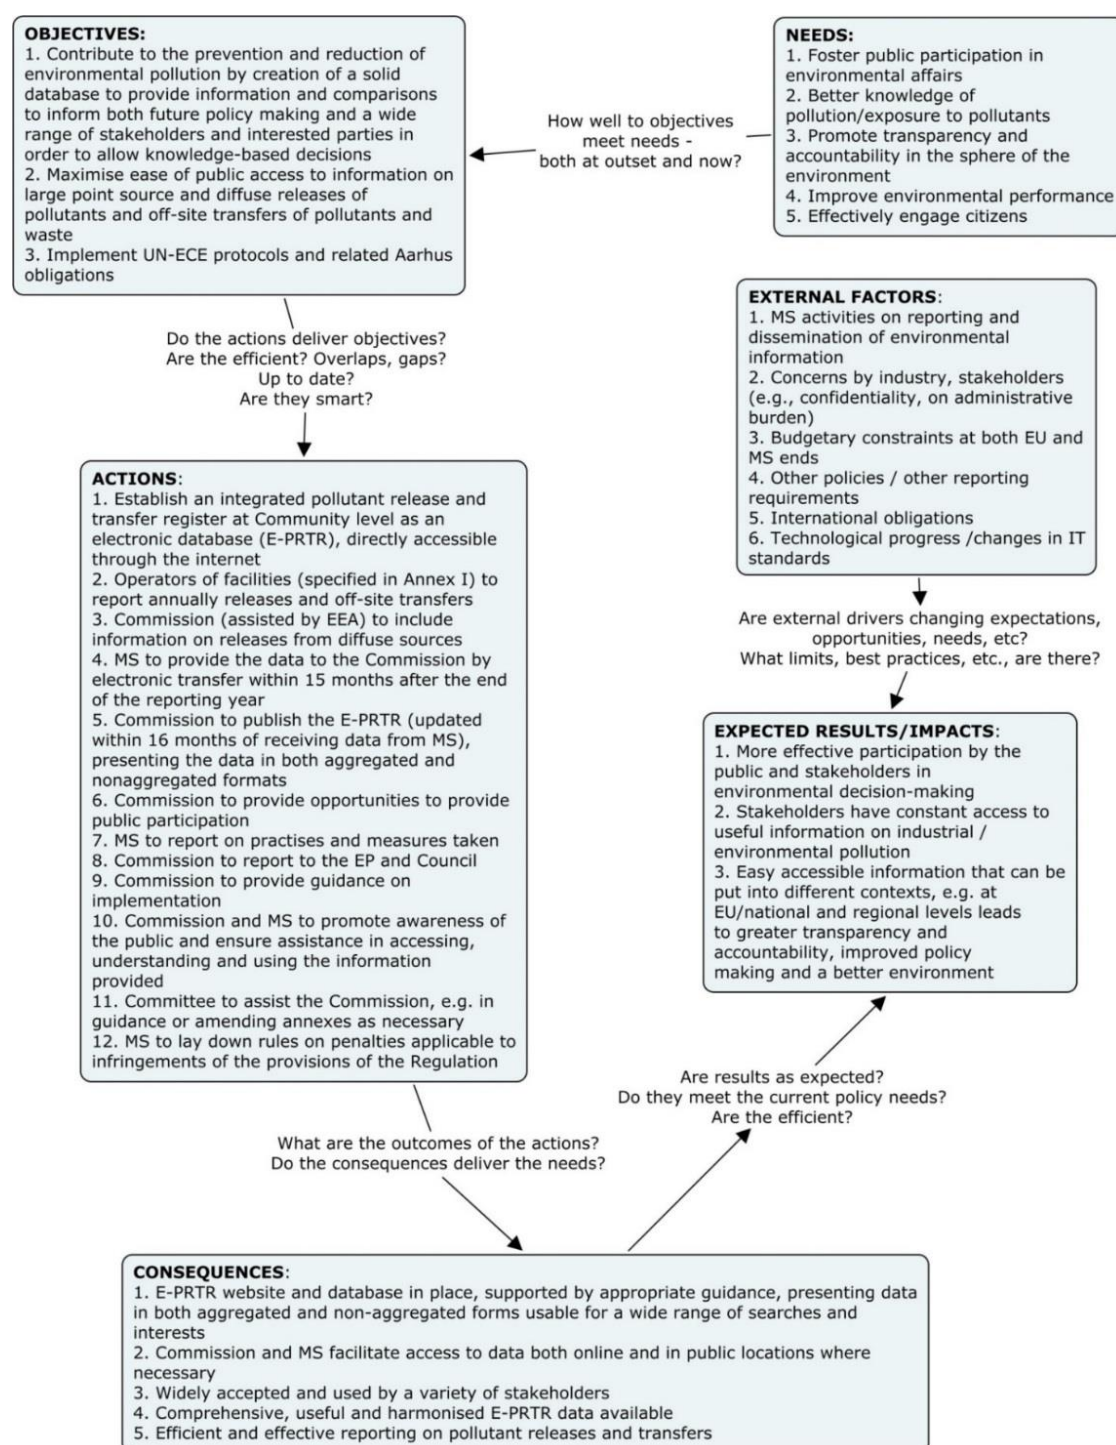 OBJECTIVES:
1. Contribute to the prevention and reduction of
environmental pollution by creation of a solid
database to provide information and comparisons
to inform both future policy making and a wide
range of stakeholders and interested parties in
order to allow knowledge-based decisions
2. Maximise ease of public access to information on
large point source and diffuse releases of
pollutants and off-site transfers of pollutants and
waste
3. Implement UN-ECE protocols and related Aarhus
obligations
How well to objectives
meet needs -
both at outset and now?
NEEDS:
1. Foster public participation in
environmental affairs
2. Better knowledge of
pollution/exposure to pollutants
3. Promote transparency and
accountability in the sphere of the
environment
4. Improve environmental performance
5. Effectively engage citizens
Do the actions deliver objectives?
Are the efficient? Overlaps, gaps?
Up to date?
Are they smart?
EXTERNAL FACTORS:
1. MS activities on reporting and
dissemination of environmental
information
2. Concerns by industry, stakeholders
(e.g., confidentiality, on administrative
burden)
3. Budgetary constraints at both EU and
MS ends
4. Other policies / other reporting
requirements
5. International obligations
6. Technological progress /changes in IT
standards
ACTIONS:
1. Establish an integrated pollutant release and
transfer register at Community level as an
electronic database (E-PRTR), directly accessible
through the internet
2. Operators of facilities (specified in Annex I) to
report annually releases and off-site transfers
3. Commission (assisted by EEA) to include
information on releases from diffuse sources
4. MS to provide the data to the Commission by
electronic transfer within 15 months after the end
of the reporting year
5. Commission to publish the E-PRTR (updated
within 16 months of receiving data from MS),
presenting the data in both aggregated and
nonaggregated formats
6. Commission to provide opportunities to provide
public participation
7. MS to report on practises and measures taken
8. Commission to report to the EP and Council
9. Commission to provide guidance on
implementation
10. Commission and MS to promote awareness of
the public and ensure assistance in accessing,
understanding and using the information
provided
11. Committee to assist the Commission, e.g. in
guidance or amending annexes as necessary
12. MS to lay down rules on penalties applicable to
infringements of the provisions of the Regulation
Are external drivers changing expectations,
opportunities, needs, etc?
What limits, best practices, etc., are there?
EXPECTED RESULTS/IMPACTS:
1. More effective participation by the
public and stakeholders in
environmental decision-making
2. Stakeholders have constant access to
useful information on industrial /
environmental pollution
3. Easy accessible information that can be
put into different contexts, e.g. at
EU/national and regional levels leads
to greater transparency and
accountability, improved policy
making and a better environment
Are results as expected?
Do they meet the current policy needs?
Are the efficient?
What are the outcomes of the actions?
Do the consequences deliver the needs?
CONSEQUENCES:
1. E-PRTR website and database in place, supported by appropriate guidance, presenting data
in both aggregated and non-aggregated forms usable for a wide range of searches and
interests
2. Commission and MS facilitate access to data both online and in public locations where
necessary
3. Widely accepted and used by a variety of stakeholders
4. Comprehensive, useful and harmonised E-PRTR data available
5. Efficient and effective reporting on pollutant releases and transfers